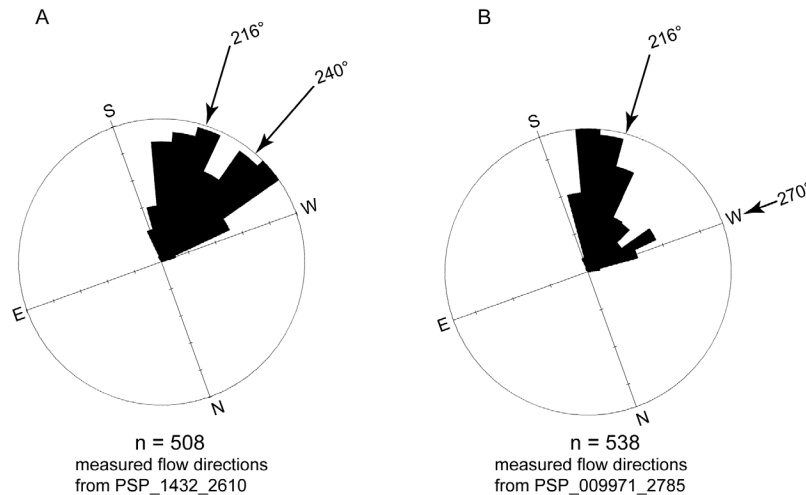 A
216°
240°
S
W
E
N
n = 508
measured flow directions
from PSP_1432_2610
B
216°
S
W
270°
E
N
n = 538
measured flow directions
from PSP_009971_2785